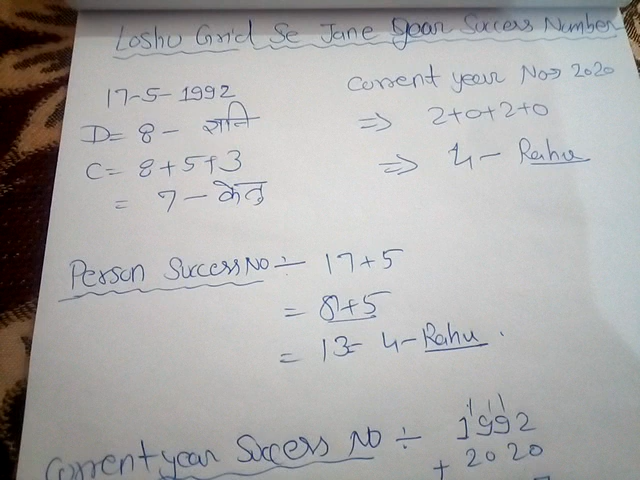 Loshu Grid Se Jane year Success Number
17-5-1992
D= 8 - शनि
C= 8+5+3
= 7 - केतु
Current year No→ 2020
⇒ 2+0+2+0
⇒ 4- Rahu
Person Success No ÷ 17+5
= 8+5
= 13= 4- Rahu.
Current year Success No ÷ 1992
+ 2020